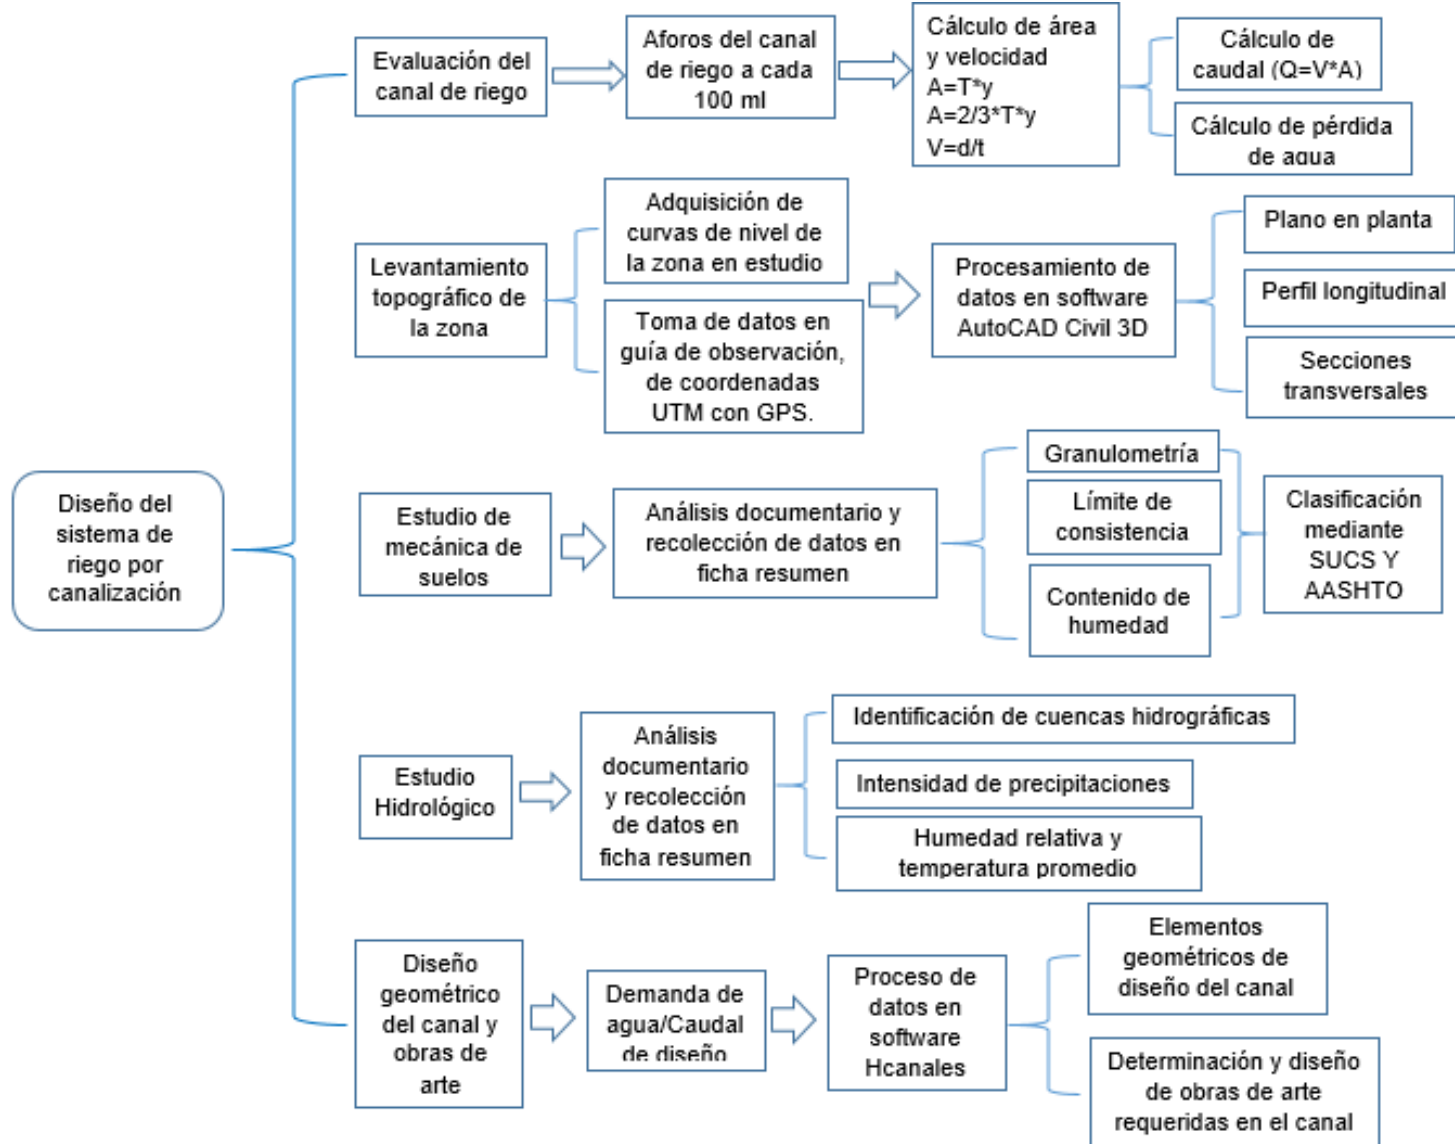 Evaluación del
canal de riego
Aforos del canal
de riego a cada
100 ml
Cálculo de área
y velocidad
A=T*y
A=2/3*T*y
V=d/t
Cálculo de
caudal (Q=V*A)
Cálculo de pérdida
de agua
Levantamiento
topográfico de
la zona
Adquisición de
curvas de nivel de
la zona en estudio
Toma de datos en
guía de observación,
de coordenadas
UTM con GPS.
Procesamiento de
datos en software
AutoCAD Civil 3D
Plano en planta
Perfil longitudinal
Secciones
transversales
Diseño del
sistema de
riego por
canalización
Estudio de
mecánica de
suelos
Análisis documentario y
recolección de datos en
ficha resumen
Granulometría
Límite de
consistencia
Contenido de
humedad
Clasificación
mediante
SUCS Y
AASHTO
Estudio
Hidrológico
Análisis
documentario
y recolección
de datos en
ficha resumen
Identificación de cuencas hidrográficas
Intensidad de precipitaciones
Humedad relativa y
temperatura promedio
Diseño
geométrico
del canal y
obras de
arte
Demanda de
agua/Caudal
de diseño
Proceso de
datos en
software
Hcanales
Elementos
geométricos de
diseño del canal
Determinación y diseño
de obras de arte
requeridas en el canal